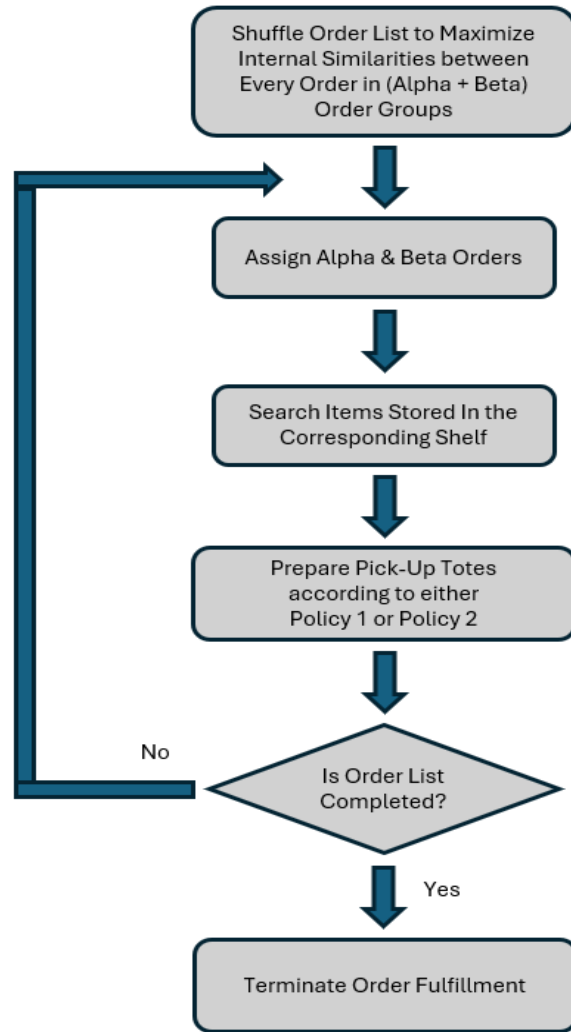 Shuffle Order List to Maximize
Internal Similarities between
Every Order in (Alpha + Beta)
Order Groups
Assign Alpha & Beta Orders
Search Items Stored In the
Corresponding Shelf
Prepare Pick-Up Totes
according to either
Policy 1 or Policy 2
No
Is Order List
Completed?
Yes
Terminate Order Fulfillment